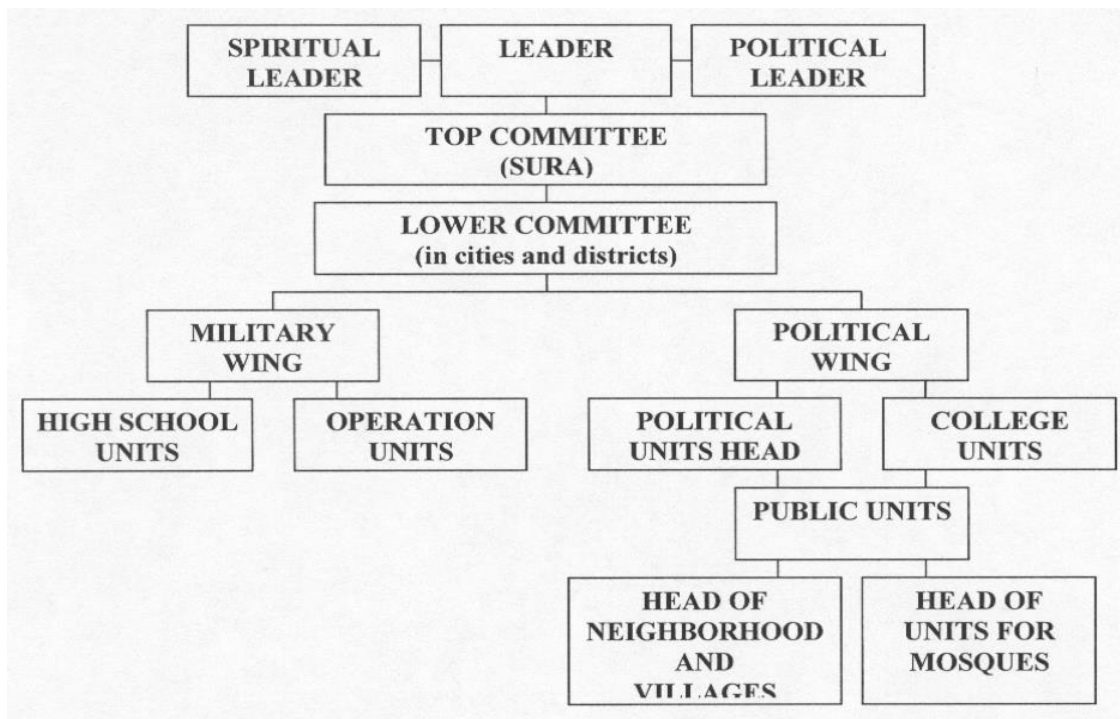 SPIRITUAL
LEADER
LEADER
POLITICAL
LEADER
TOP COMMITTEE
(SURA)
LOWER COMMITTEE
(in cities and districts)
MILITARY
WING
POLITICAL
WING
HIGH SCHOOL
UNITS
OPERATION
UNITS
POLITICAL
UNITS HEAD
COLLEGE
UNITS
PUBLIC UNITS
HEAD OF
NEIGHBORHOOD
AND
VILLAGES
HEAD OF
UNITS FOR
MOSQUES